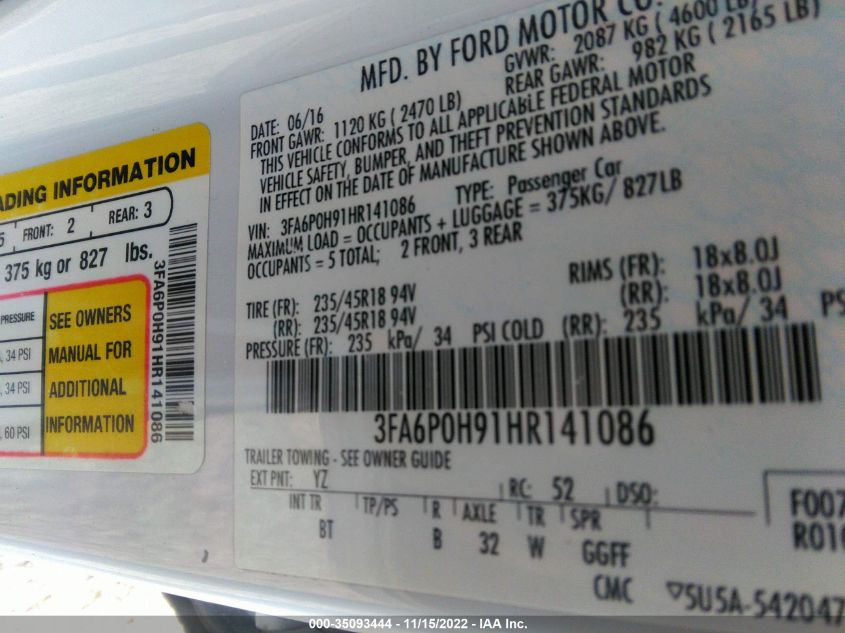 ADING INFORMATION
5 FRONT: 2 REAR: 3
375 kg or 827 lbs.
PRESSURE
34 PSI
34 PSI
60 PSI
SEE OWNERS
MANUAL FOR
ADDITIONAL
INFORMATION
3FA6P0H91HR141086
MFD. BY FORD MOTOR CO.
DATE: 06/16 GVWR: 2087 KG ( 4600 LB)
FRONT GAWR: 1120 KG ( 2470 LB) REAR GAWR: 982 KG ( 2165 LB)
THIS VEHICLE CONFORMS TO ALL APPLICABLE FEDERAL MOTOR
VEHICLE SAFETY, BUMPER, AND THEFT PREVENTION STANDARDS
IN EFFECT ON THE DATE OF MANUFACTURE SHOWN ABOVE.
VIN: 3FA6P0H91HR141086 TYPE: Passenger Car
MAXIMUM LOAD = OCCUPANTS + LUGGAGE = 375KG/ 827LB
OCCUPANTS = 5 TOTAL; 2 FRONT, 3 REAR
TIRE (FR): 235/45R18 94V RIMS (FR): 18x8.0J
(RR): 235/45R18 94V (RR): 18x8.0J
PRESSURE (FR): 235 kPa/ 34 PSI COLD (RR): 235 kPa/ 34 PS
3FA6P0H91HR141086
TRAILER TOWING - SEE OWNER GUIDE
EXT PNT: YZ RC: 52 DSO:
INT TR TP/PS R AXLE TR SPR
BT B 32 W GGFF
CMC
F007
R010
▽5U5A-542047
000-35093444 - 11/15/2022 - IAA Inc.